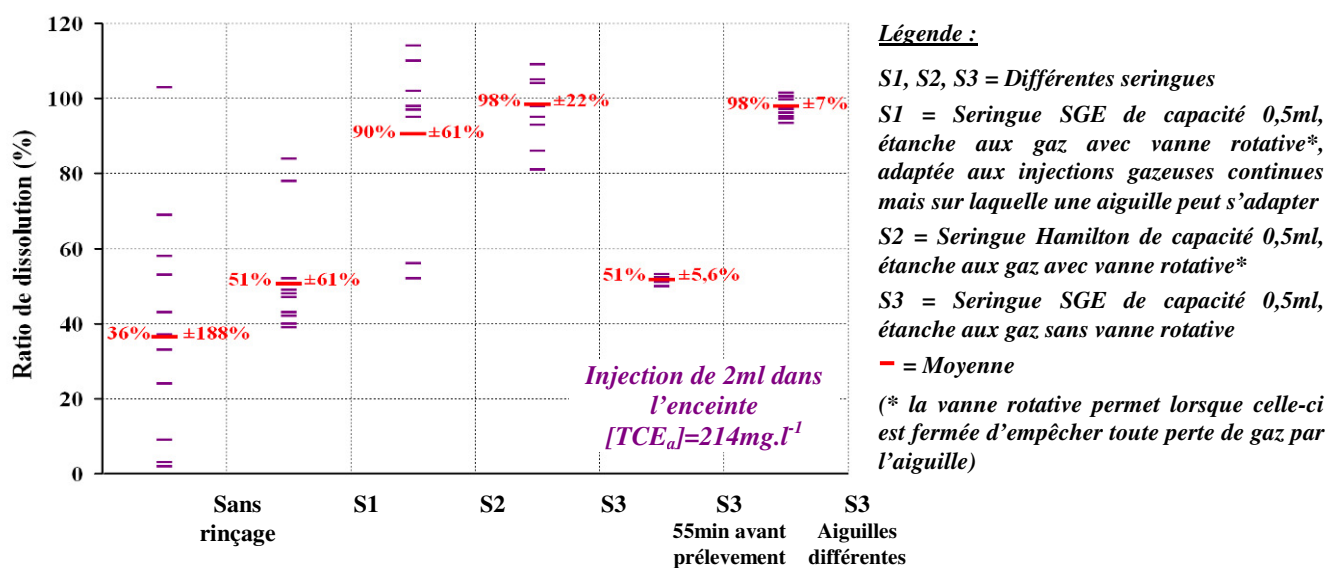 Ratio de dissolution (%)
120
100
80
60
40
20
0
36% ±188%
51% ±61%
90% ±61%
98% ±22%
51% ±5,6%
98% ±7%
Injection de 2ml dans
l'enceinte
[TCEa]=214mg.l-1
Sans
rinçage
S1
S2
S3
S3
55min avant
prélevement
S3
Aiguilles
différentes
Légende :
S1, S2, S3 = Différentes seringues
S1 = Seringue SGE de capacité 0,5ml,
étanche aux gaz avec vanne rotative*,
adaptée aux injections gazeuses continues
mais sur laquelle une aiguille peut s'adapter
S2 = Seringue Hamilton de capacité 0,5ml,
étanche aux gaz avec vanne rotative*
S3 = Seringue SGE de capacité 0,5ml,
étanche aux gaz sans vanne rotative
= Moyenne
(* la vanne rotative permet lorsque celle-ci
est fermée d'empêcher toute perte de gaz par
l'aiguille)